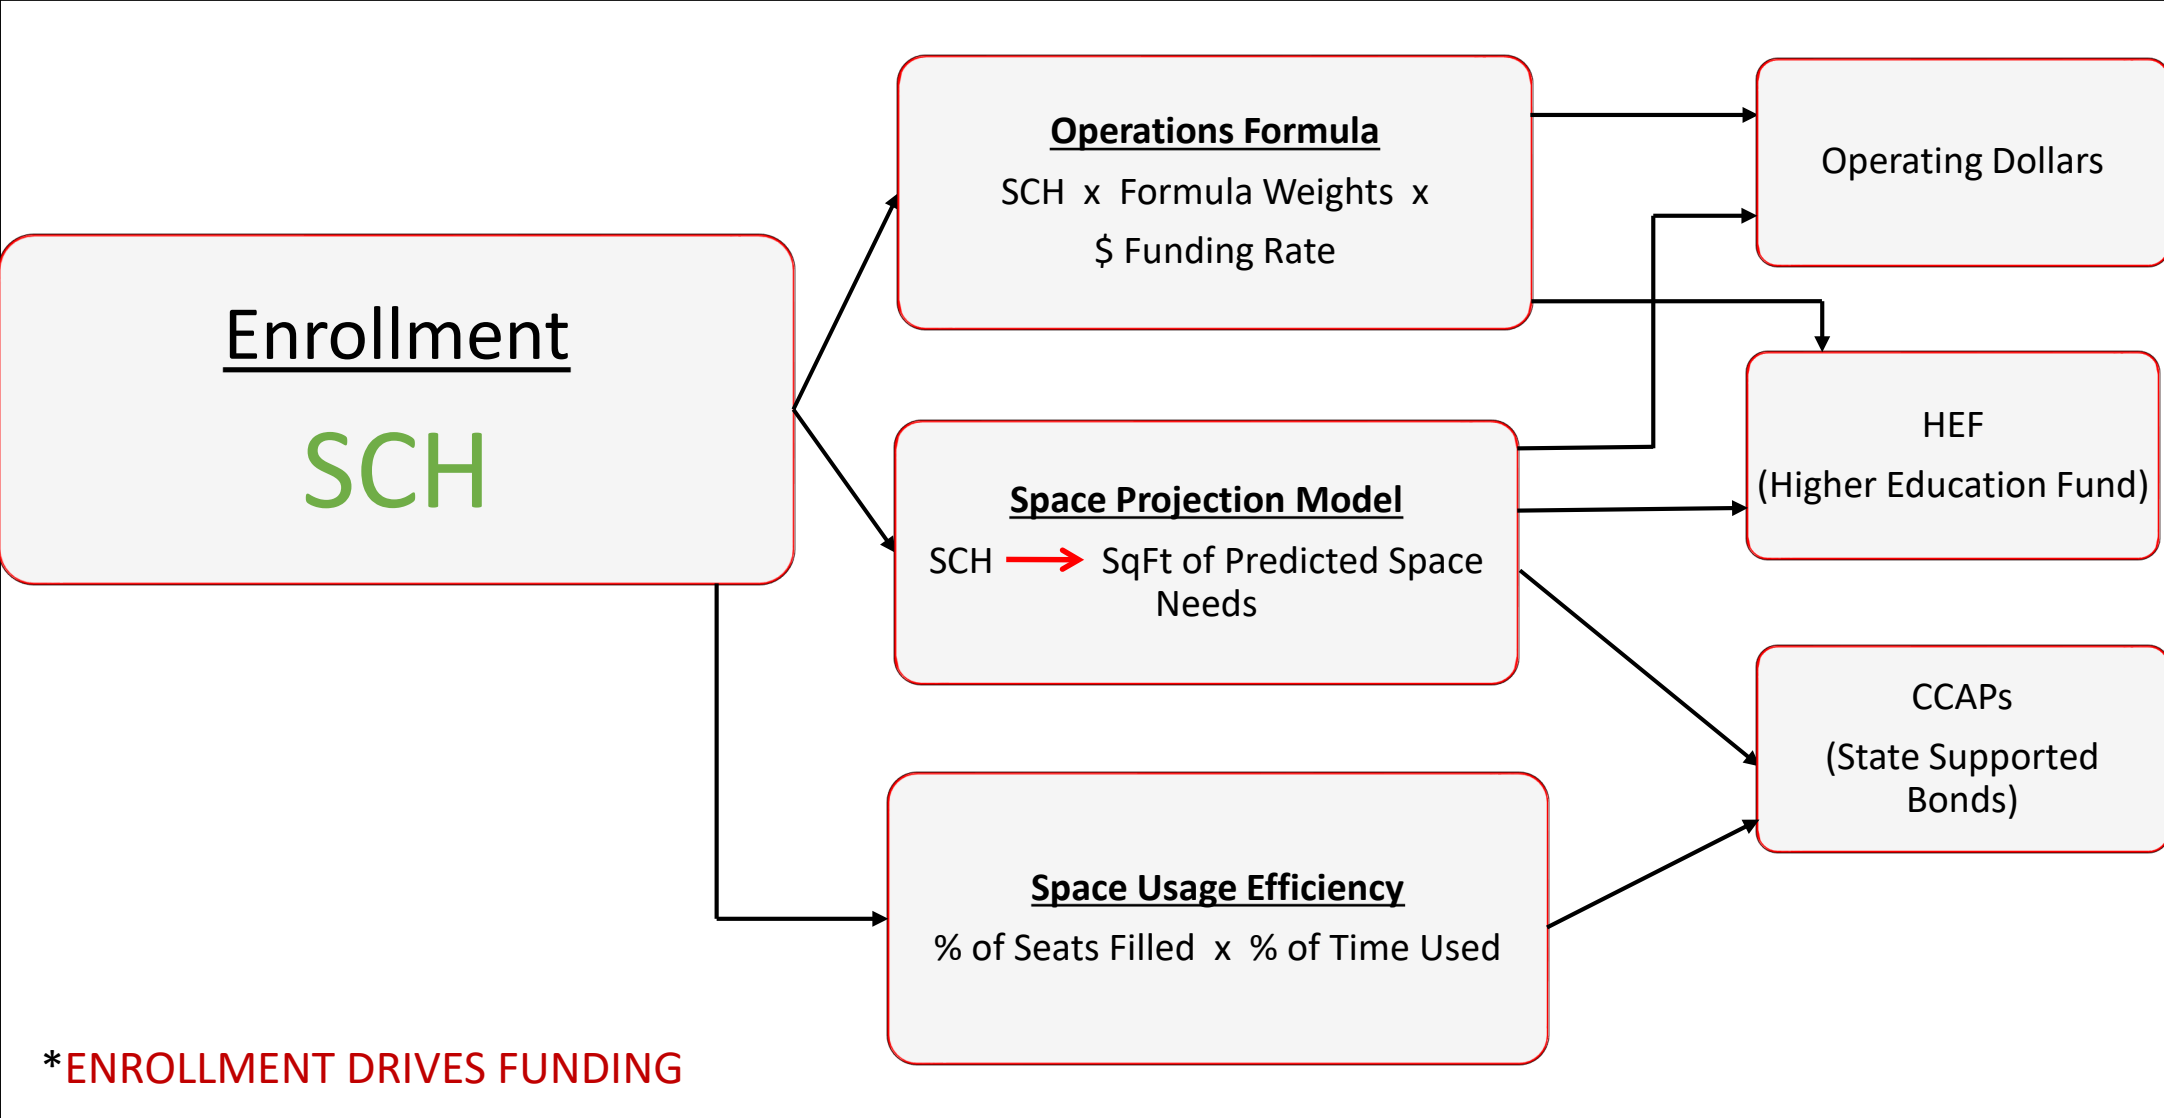 Enrollment
SCH
Operations Formula
SCH x Formula Weights x
$ Funding Rate
Space Projection Model
SCH SqFt of Predicted Space
Needs
Space Usage Efficiency
% of Seats Filled x % of Time Used
Operating Dollars
HEF
(Higher Education Fund)
CCAPs
(State Supported
Bonds)
*ENROLLMENT DRIVES FUNDING